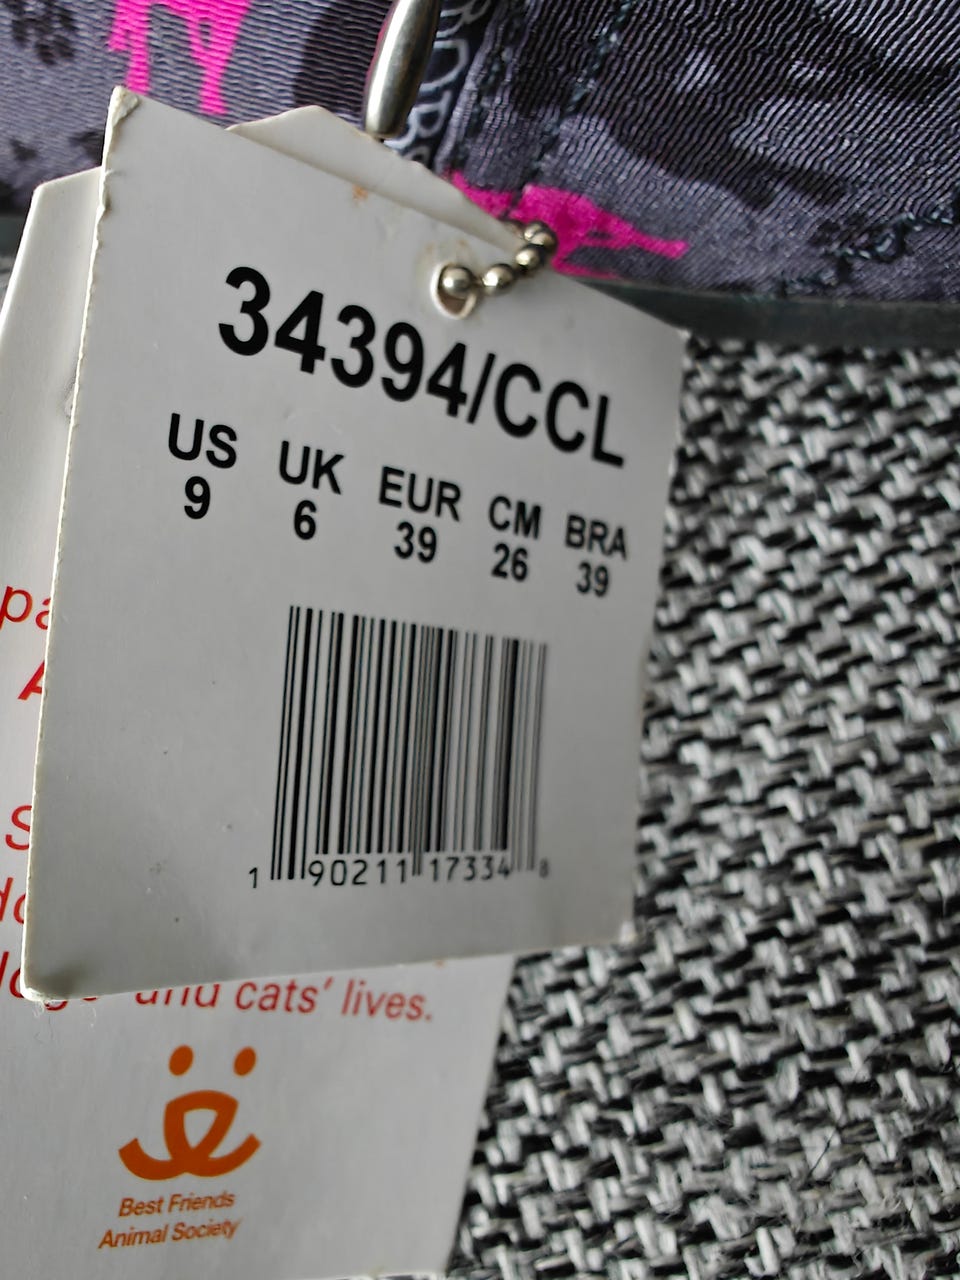 34394/CCL
US UK EUR CM BRA
9 6 39 26 39
1 90211 17334 8
and cats' lives.
Best Friends
Animal Society